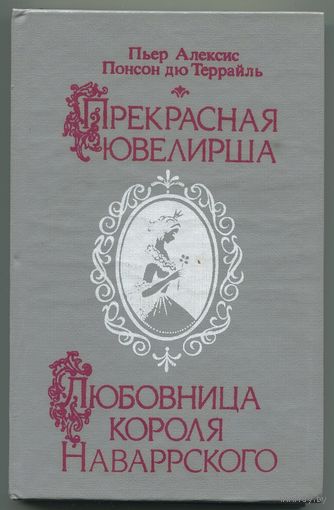 Пьер Алексис
Понсон дю Террайль
Прекрасная
ювелирша
Любовница
короля
Наваррского